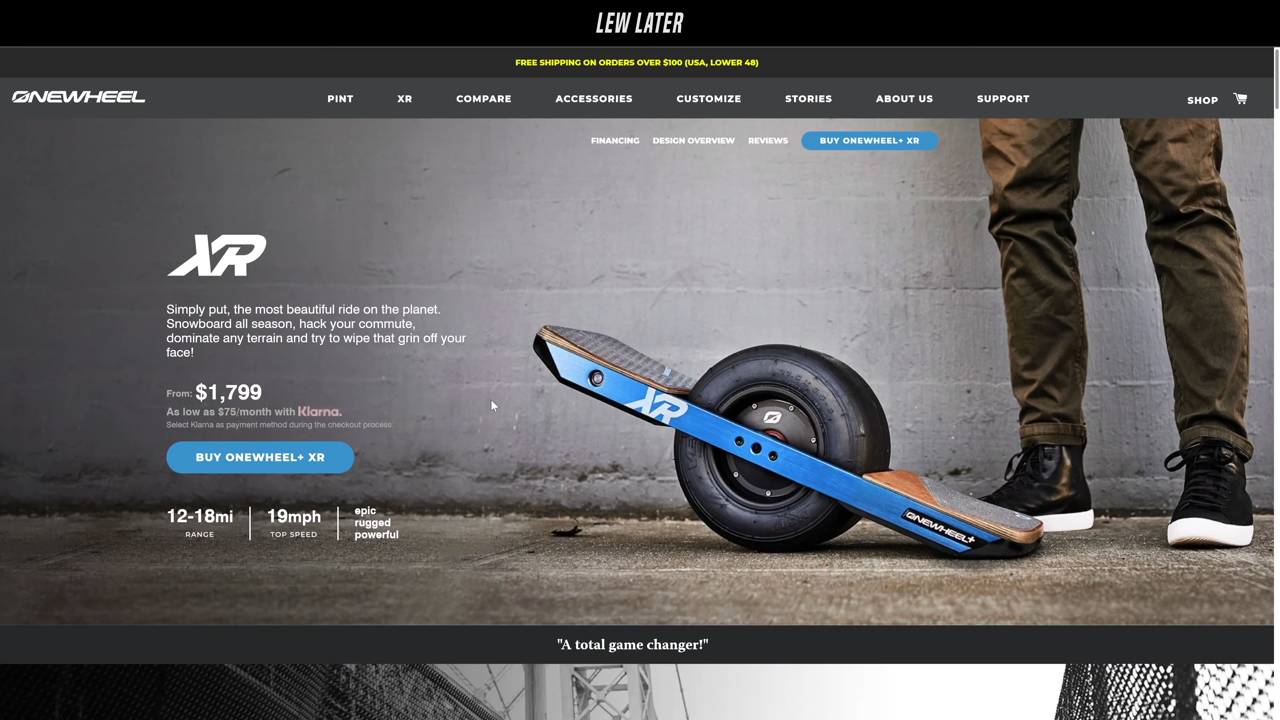 LEW LATER
FREE SHIPPING ON ORDERS OVER $100 (USA, LOWER 48)
ONEWHEEL
PINT
XR
COMPARE
ACCESSORIES
CUSTOMIZE
STORIES
ABOUT US
SUPPORT
SHOP
FINANCING
DESIGN OVERVIEW
REVIEWS
BUY ONEWHEEL+ XR
XR
Simply put, the most beautiful ride on the planet.
Snowboard all season, hack your commute,
dominate any terrain and try to wipe that grin off your
face!
From: $1,799
As low as $75/month with Klarna.
Select Klarna as payment method during the checkout process
BUY ONEWHEEL+ XR
12-18mi
RANGE
19mph
TOP SPEED
epic
rugged
powerful
XR
ONEWHEEL+
"A total game changer!"